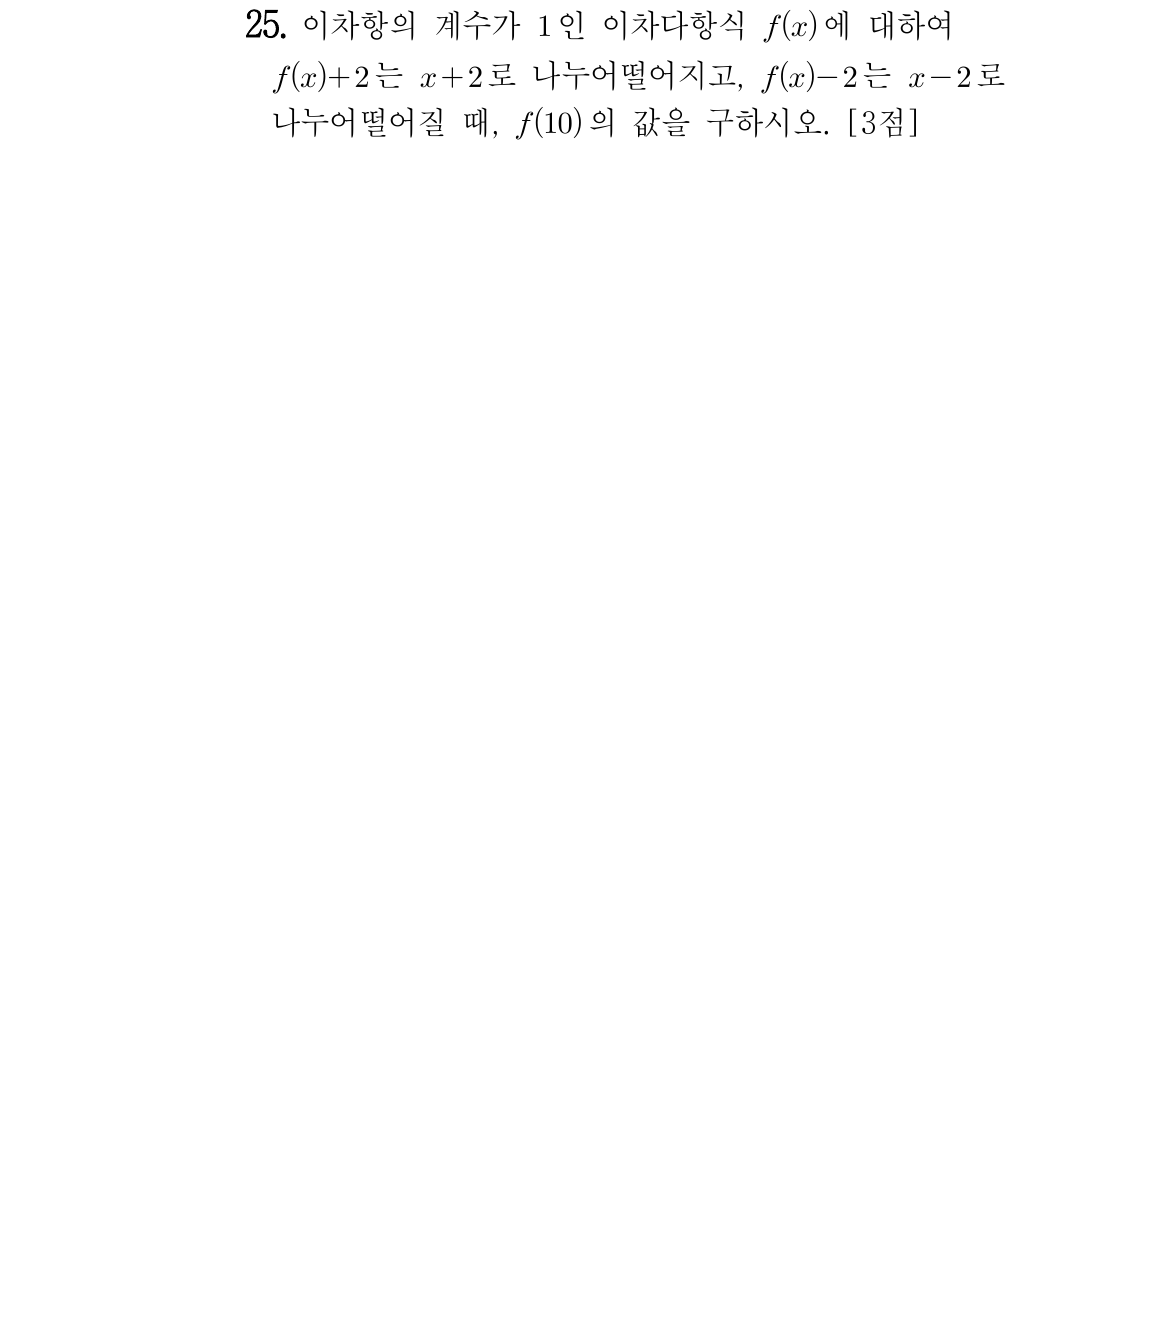 25. 이차항의 계수가 1인 이차다항식 f(x)에 대하여
f(x)+2는 x+2로 나누어떨어지고, f(x)-2는 x-2로
나누어떨어질 때, f(10)의 값을 구하시오. [3점]